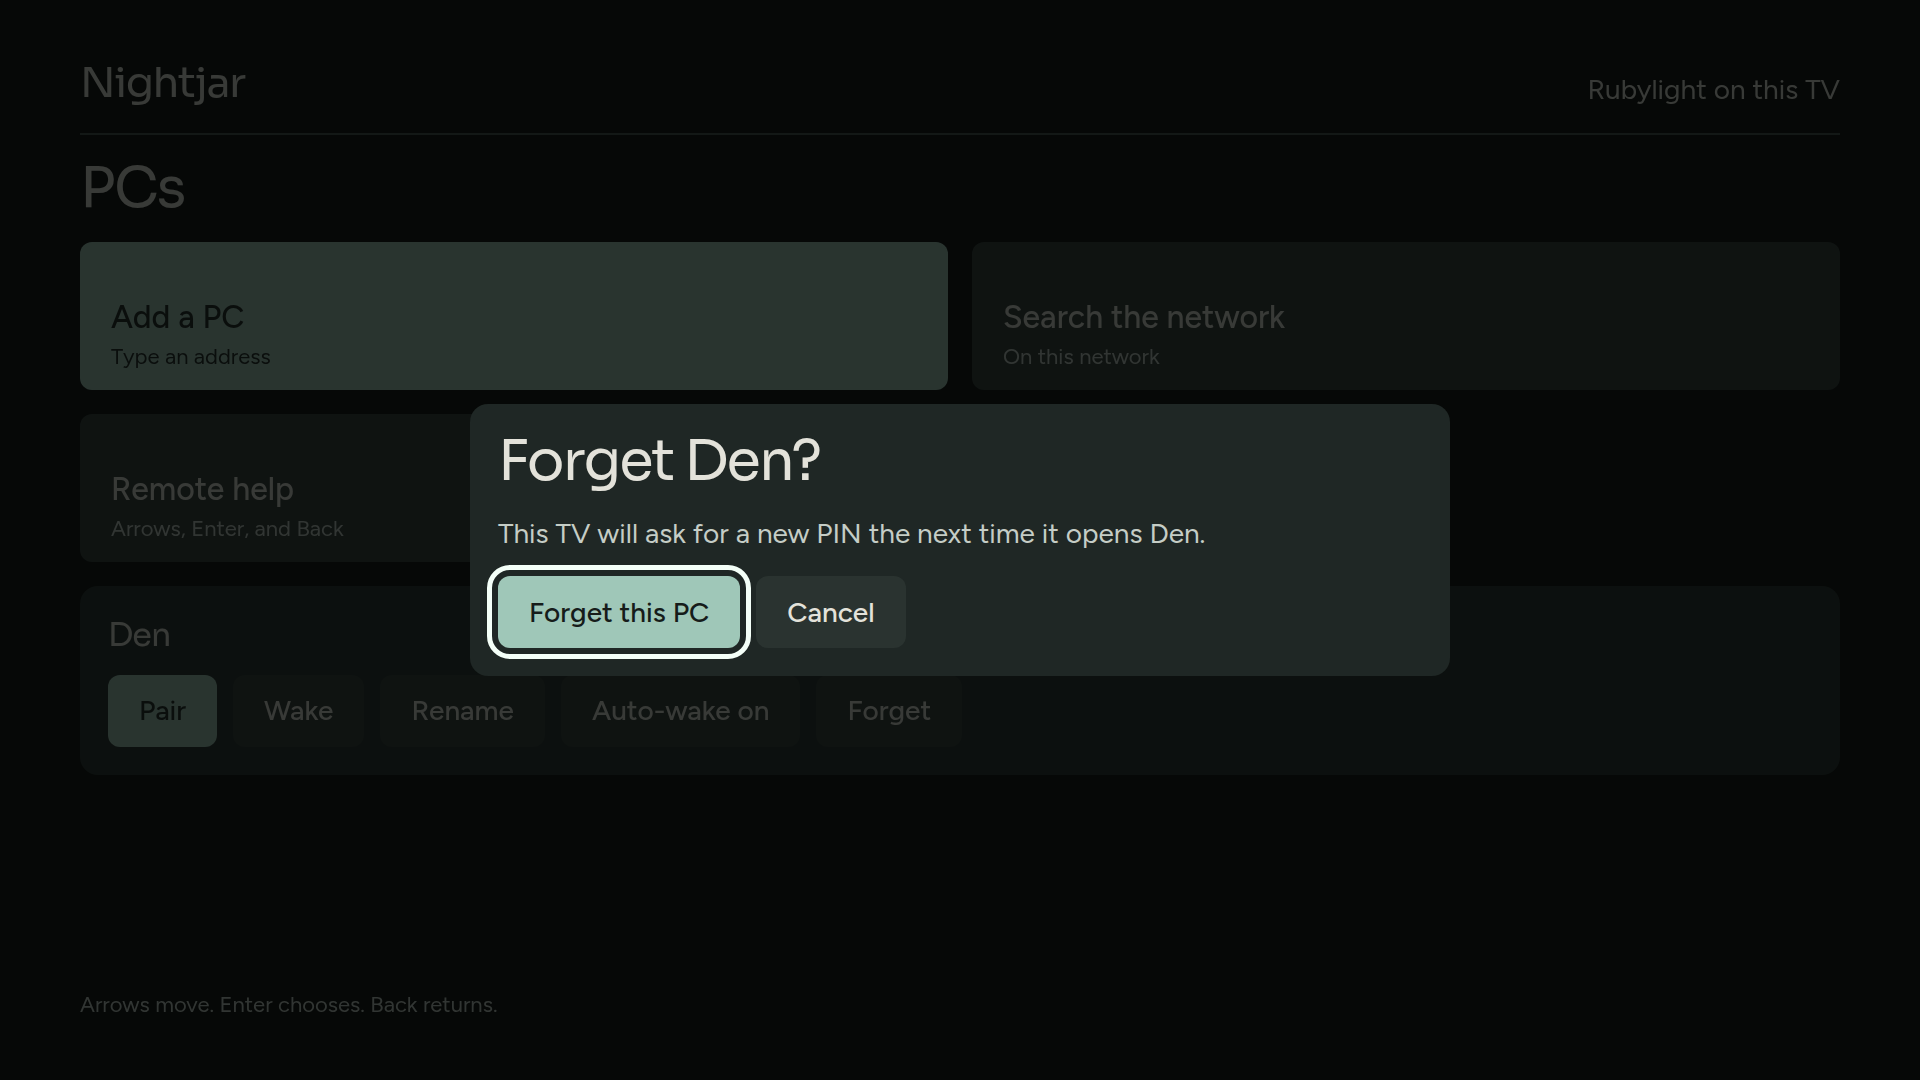 Nightjar
Rubylight on this TV
PCs
Add a PC
Type an address
Search the network
On this network
Remote help
Arrows, Enter, and Back
Forget Den?
This TV will ask for a new PIN the next time it opens Den.
Forget this PC
Cancel
Den
Pair
Wake
Rename
Auto-wake on
Forget
Arrows move. Enter chooses. Back returns.